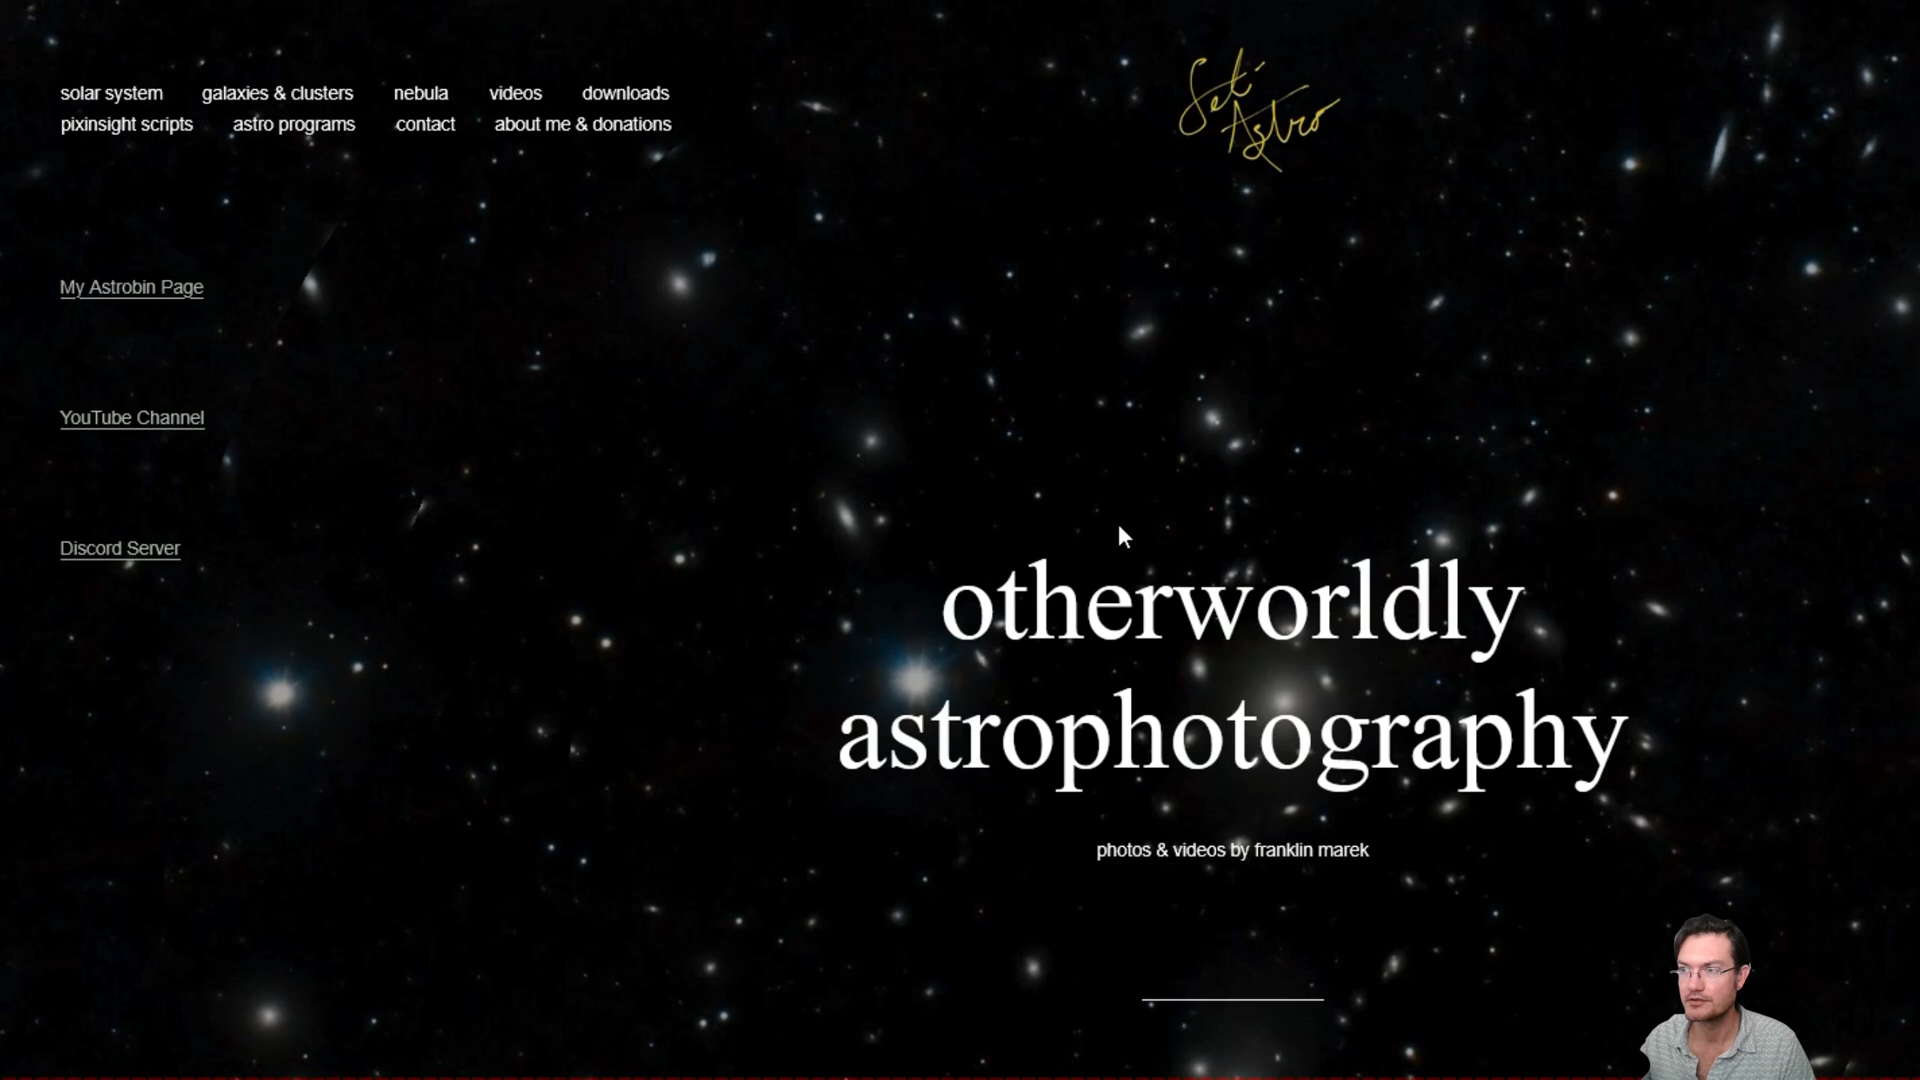 solar system galaxies & clusters nebula videos downloads
pixinsight scripts astro programs contact about me & donations
Seti Astro
My Astrobin Page
YouTube Channel
Discord Server
otherworldly
astrophotography
photos & videos by franklin marek